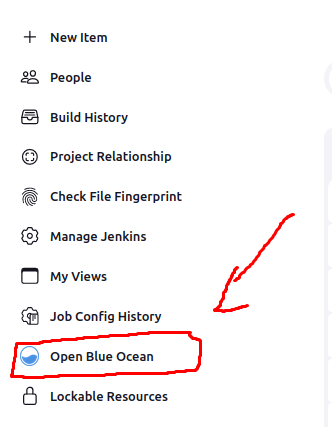 New Item
People
Build History
Project Relationship
Check File Fingerprint
Manage Jenkins
My Views
Job Config History
Open Blue Ocean
Lockable Resources